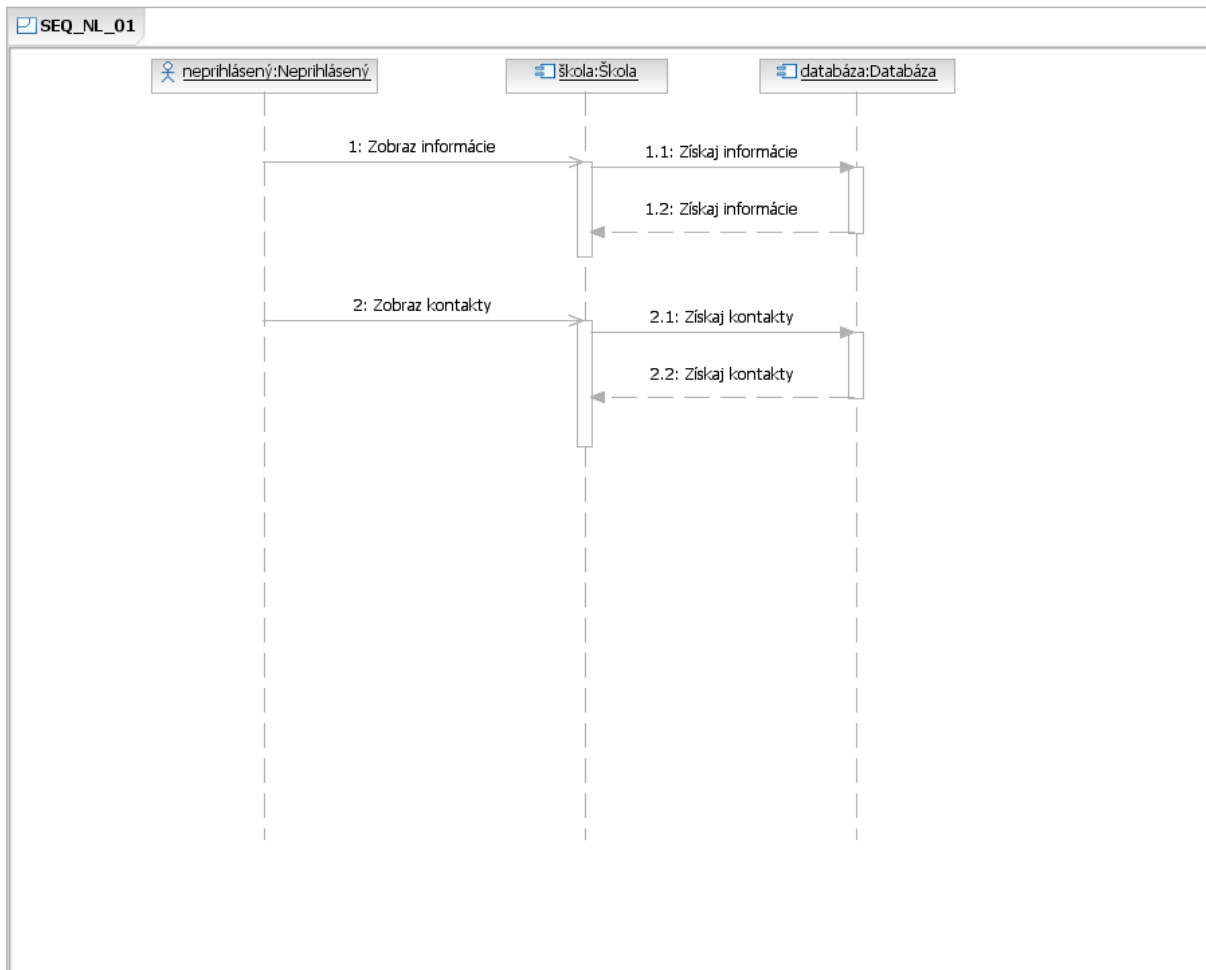 SEQ_NL_01
neprihlásený:Neprihlásený
škola:Škola
databáza:Databáza
1: Zobraz informácie
1.1: Získaj informácie
1.2: Získaj informácie
2: Zobraz kontakty
2.1: Získaj kontakty
2.2: Získaj kontakty